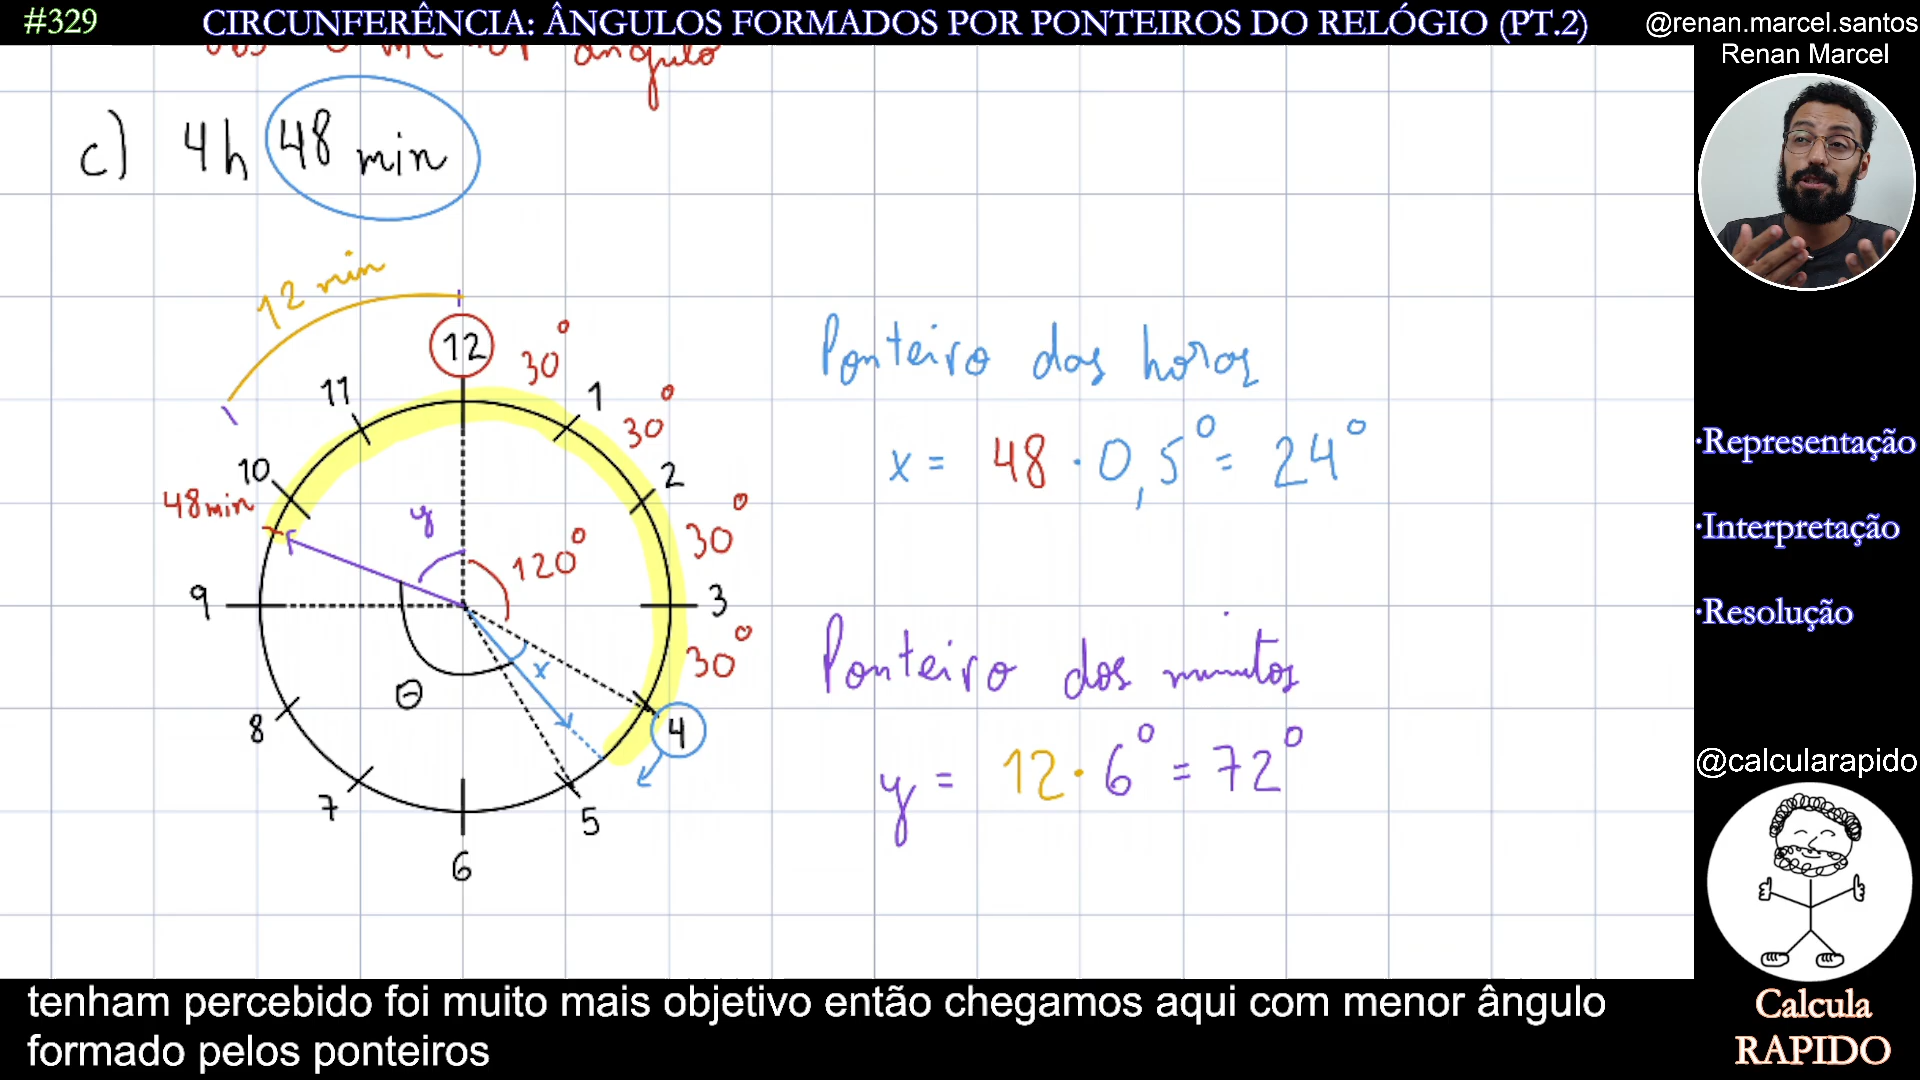 #329
CIRCUNFERÊNCIA: ÂNGULOS FORMADOS POR PONTEIROS DO RELÓGIO (PT.2)
@renan.marcel.santos
Renan Marcel
ângulo
c) 4h 48 min
12 min
12
30°
11
1
30°
10
2
48min
y
30°
120°
9
3
x
30°
θ
8
4
7
5
6
Ponteiro das horas
x = 48 · 0,5° = 24°
Ponteiro dos minutos
y = 12 · 6° = 72°
·Representação
·Interpretação
·Resolução
@calcularapido
Calcula
RAPIDO
tenham percebido foi muito mais objetivo então chegamos aqui com menor ângulo
formado pelos ponteiros